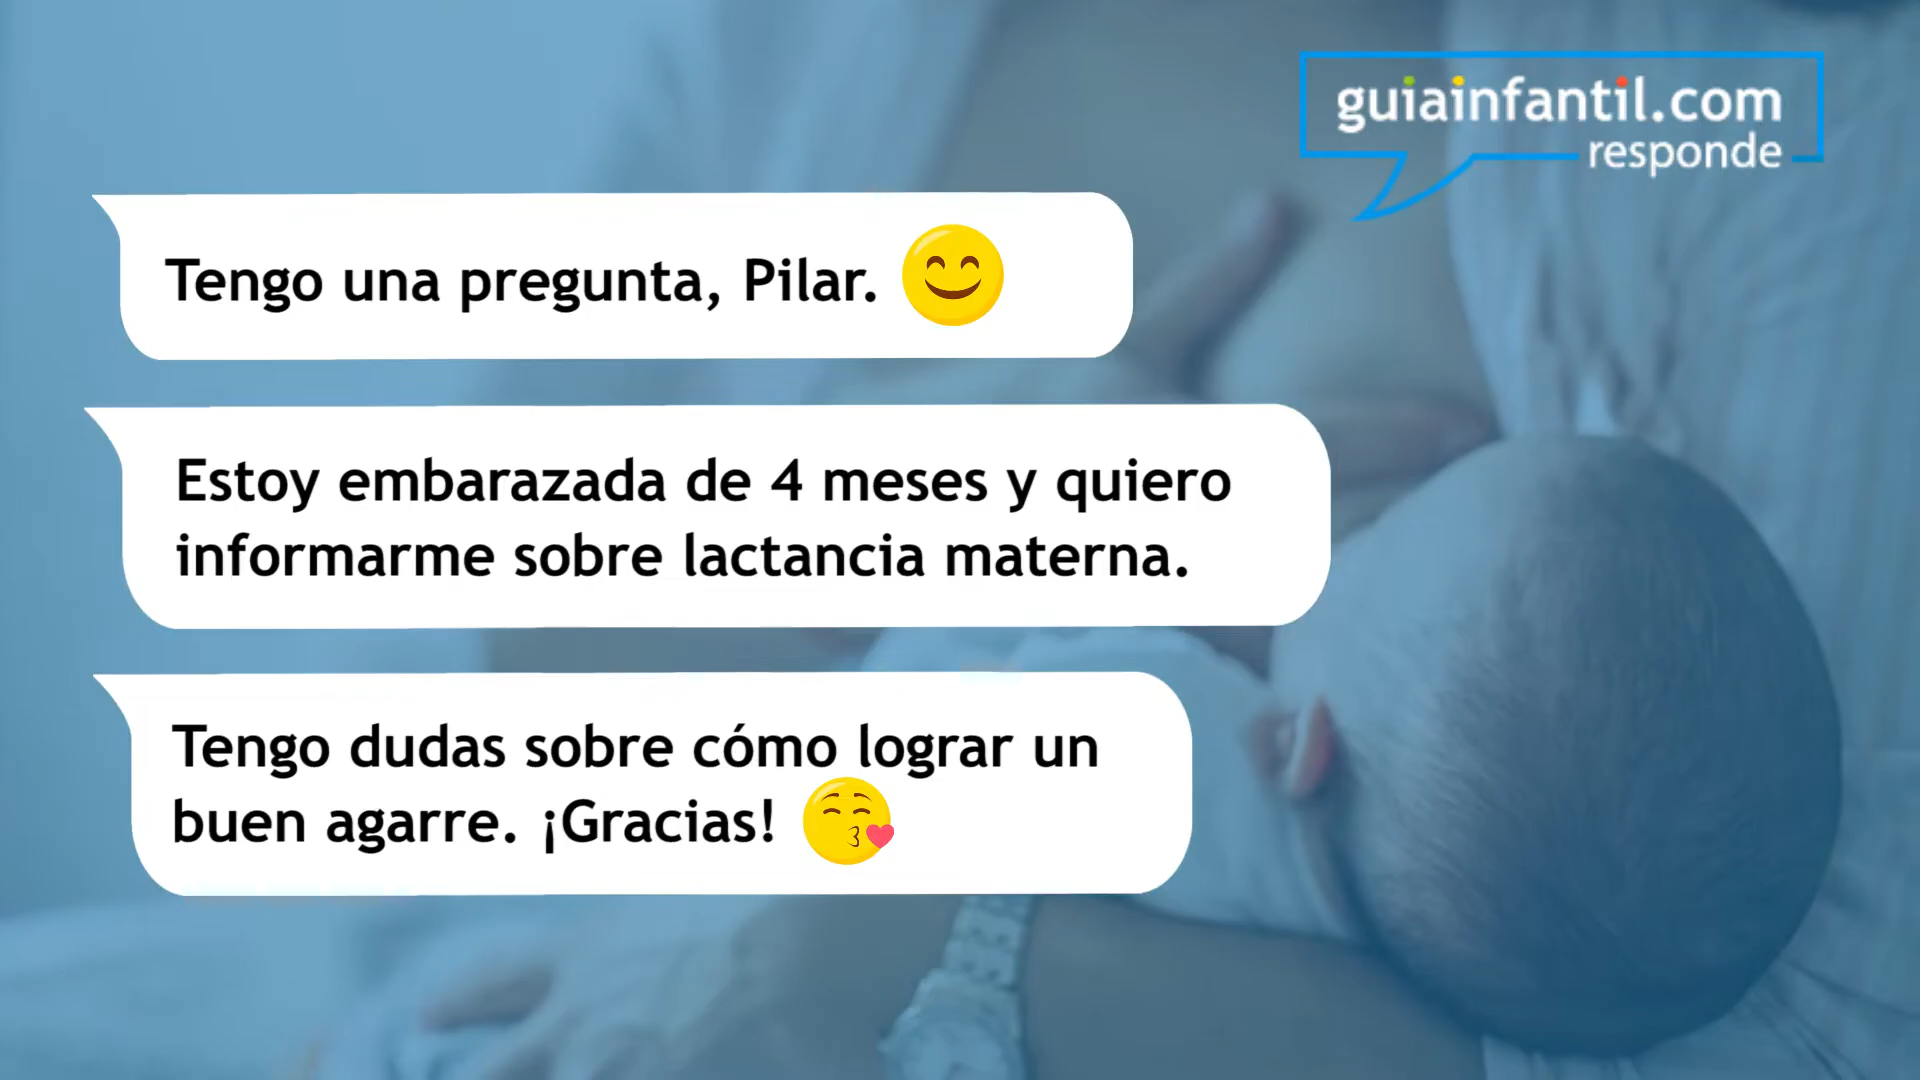 guiainfantil.com
responde
Tengo una pregunta, Pilar. 😊
Estoy embarazada de 4 meses y quiero
informarme sobre lactancia materna.
Tengo dudas sobre cómo lograr un
buen agarre. ¡Gracias! 😘